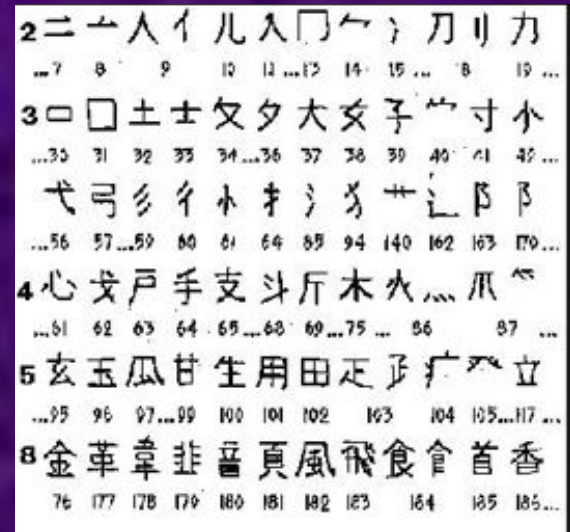 2 二 亠 人 亻 儿 入 冂 冖 冫 刀 刂 力
...7 8 9 10 11 ...13 14 15 ... 18 19 ...
3 口 囗 土 士 夂 夕 大 女 子 宀 寸 小
...30 31 32 33 34...36 37 38 39 40 41 42 ...
弋 弓 彡 彳 忄 扌 氵 犭 艹 辶 阝 阝
...56 57...59 60 61 64 85 94 140 162 163 170...
4 心 戈 戸 手 支 斗 斤 木 火 灬 爪 爫
...61 62 63 64 65...68 69...75 ... 86 87 ...
5 玄 玉 瓜 甘 生 用 田 疋 疒 癶 立
...95 96 97...99 100 101 102 103 104 105...117 ...
8 金 革 韋 韭 音 頁 風 飛 食 飠 首 香
76 177 178 179 180 181 182 183 184 185 186...